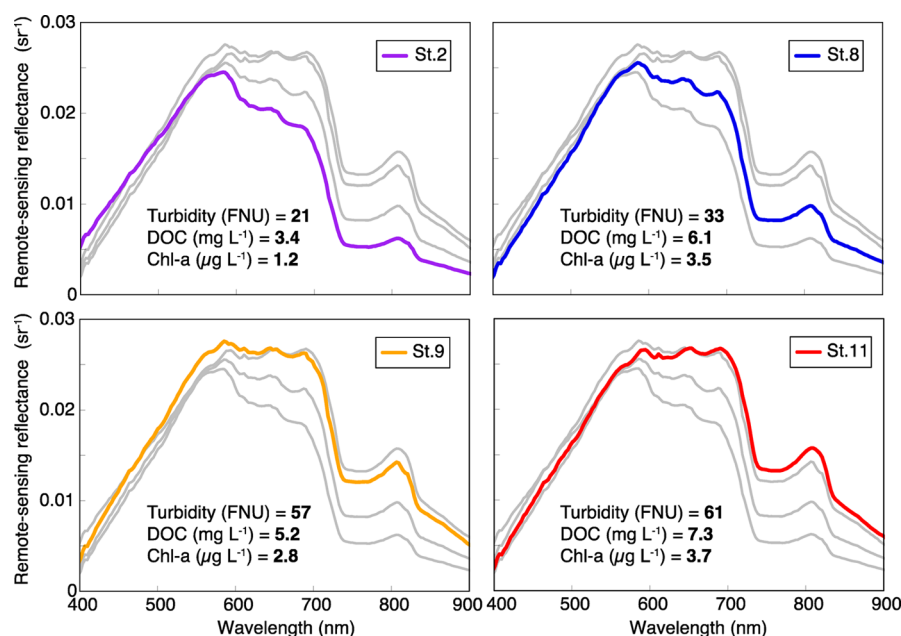 Remote-sensing reflectance (sr⁻¹)
0.03
0.02
0.01
0
St.2
Turbidity (FNU) = 21
DOC (mg L⁻¹) = 3.4
Chl-a (µg L⁻¹) = 1.2
St.8
Turbidity (FNU) = 33
DOC (mg L⁻¹) = 6.1
Chl-a (µg L⁻¹) = 3.5
Remote-sensing reflectance (sr⁻¹)
0.03
0.02
0.01
0
St.9
Turbidity (FNU) = 57
DOC (mg L⁻¹) = 5.2
Chl-a (µg L⁻¹) = 2.8
400 500 600 700 800 900
Wavelength (nm)
St.11
Turbidity (FNU) = 61
DOC (mg L⁻¹) = 7.3
Chl-a (µg L⁻¹) = 3.7
400 500 600 700 800 900
Wavelength (nm)